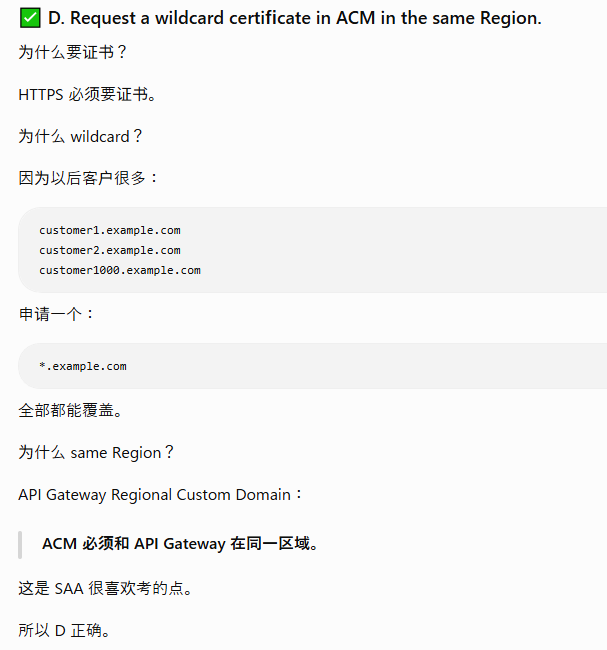 ✅ D. Request a wildcard certificate in ACM in the same Region.
为什么要证书？
HTTPS 必须要证书。
为什么 wildcard？
因为以后客户很多：
customer1.example.com
customer2.example.com
customer1000.example.com
申请一个：
*.example.com
全部都能覆盖。
为什么 same Region？
API Gateway Regional Custom Domain：
ACM 必须和 API Gateway 在同一区域。
这是 SAA 很喜欢考的点。
所以 D 正确。